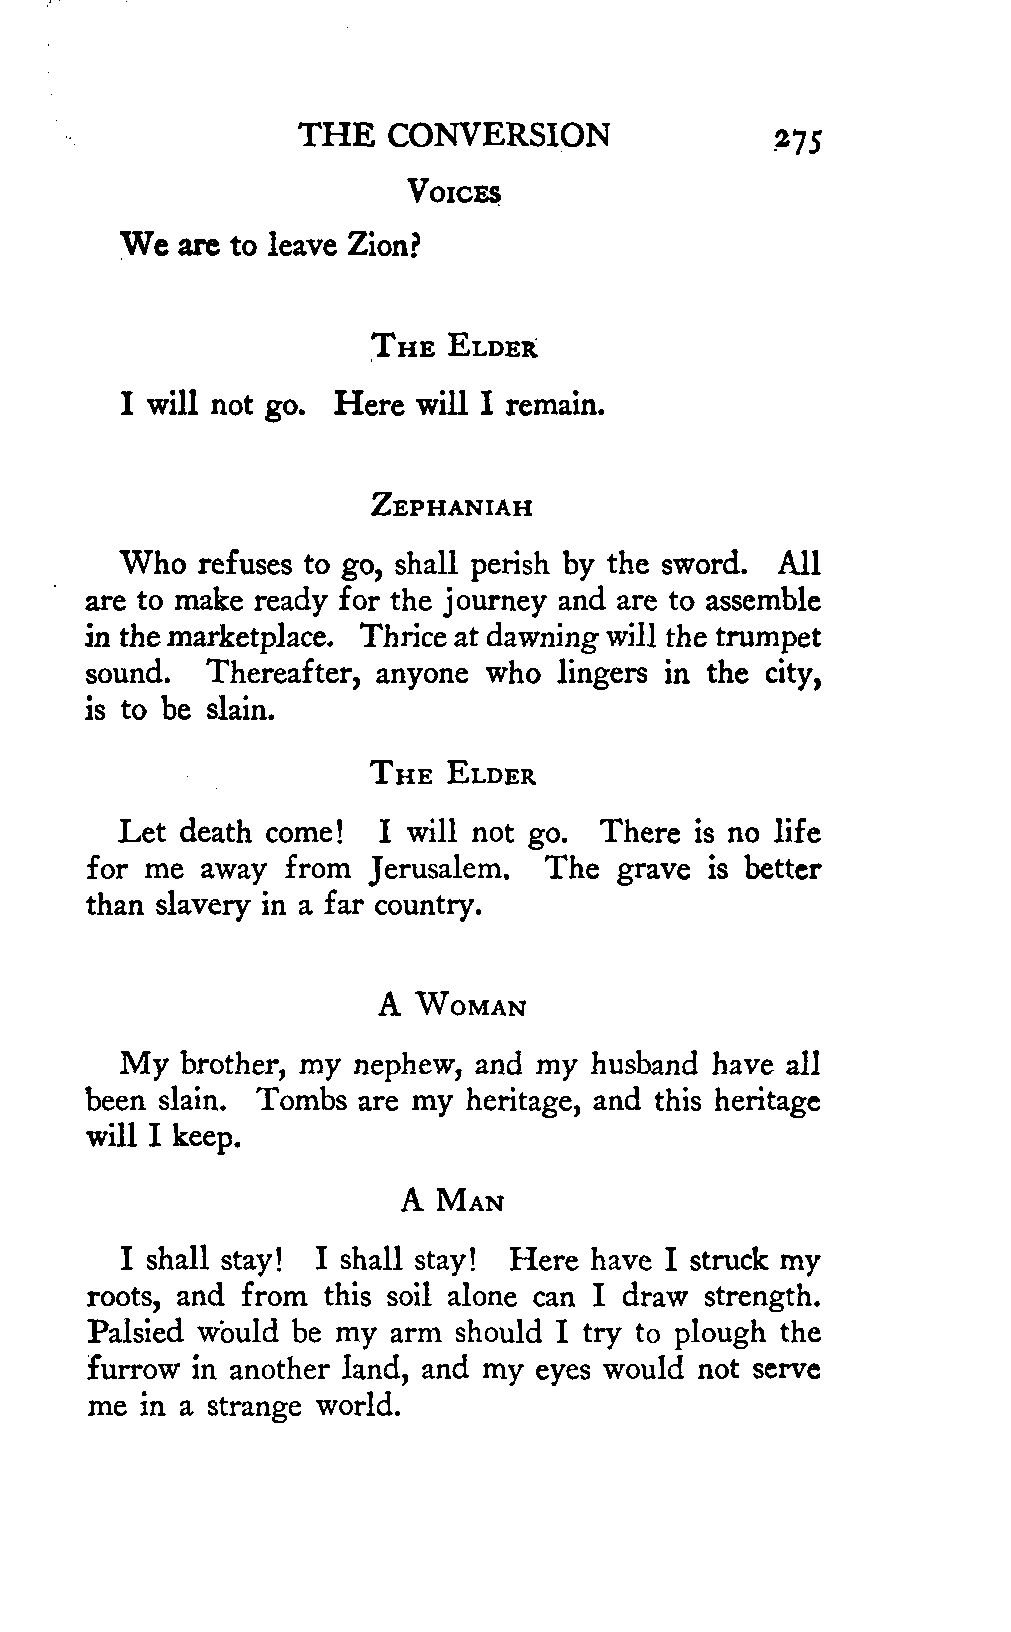 THE CONVERSION 275
VOICES
We are to leave Zion?
THE ELDER
I will not go. Here will I remain.
ZEPHANIAH
Who refuses to go, shall perish by the sword. All
are to make ready for the journey and are to assemble
in the marketplace. Thrice at dawning will the trumpet
sound. Thereafter, anyone who lingers in the city,
is to be slain.
THE ELDER
Let death come! I will not go. There is no life
for me away from Jerusalem. The grave is better
than slavery in a far country.
A WOMAN
My brother, my nephew, and my husband have all
been slain. Tombs are my heritage, and this heritage
will I keep.
A MAN
I shall stay! I shall stay! Here have I struck my
roots, and from this soil alone can I draw strength.
Palsied would be my arm should I try to plough the
furrow in another land, and my eyes would not serve
me in a strange world.